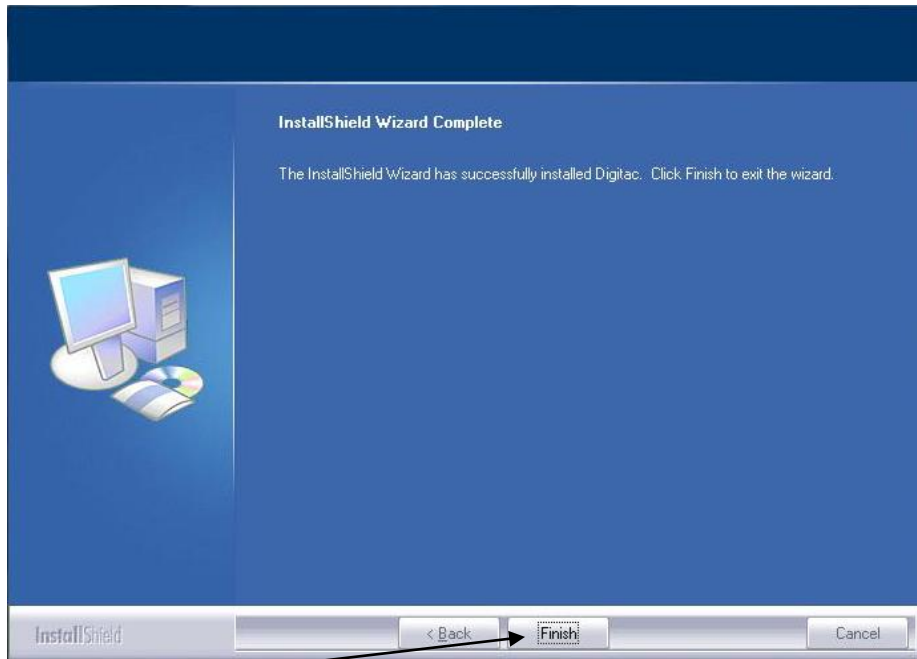 InstallShield Wizard Complete
The InstallShield Wizard has successfully installed Digitac. Click Finish to exit the wizard.
InstallShield
< Back
Finish
Cancel